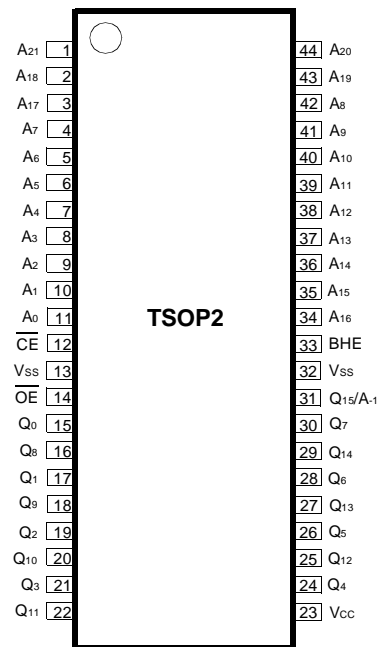 A21 1 44 A20
A18 2 43 A19
A17 3 42 A8
A7 4 41 A9
A6 5 40 A10
A5 6 39 A11
A4 7 38 A12
A3 8 37 A13
A2 9 36 A14
A1 10 35 A15
A0 11 TSOP2 34 A16
C̅E̅ 12 33 BHE
VSS 13 32 VSS
O̅E̅ 14 31 Q15/A-1
Q0 15 30 Q7
Q8 16 29 Q14
Q1 17 28 Q6
Q9 18 27 Q13
Q2 19 26 Q5
Q10 20 25 Q12
Q3 21 24 Q4
Q11 22 23 VCC